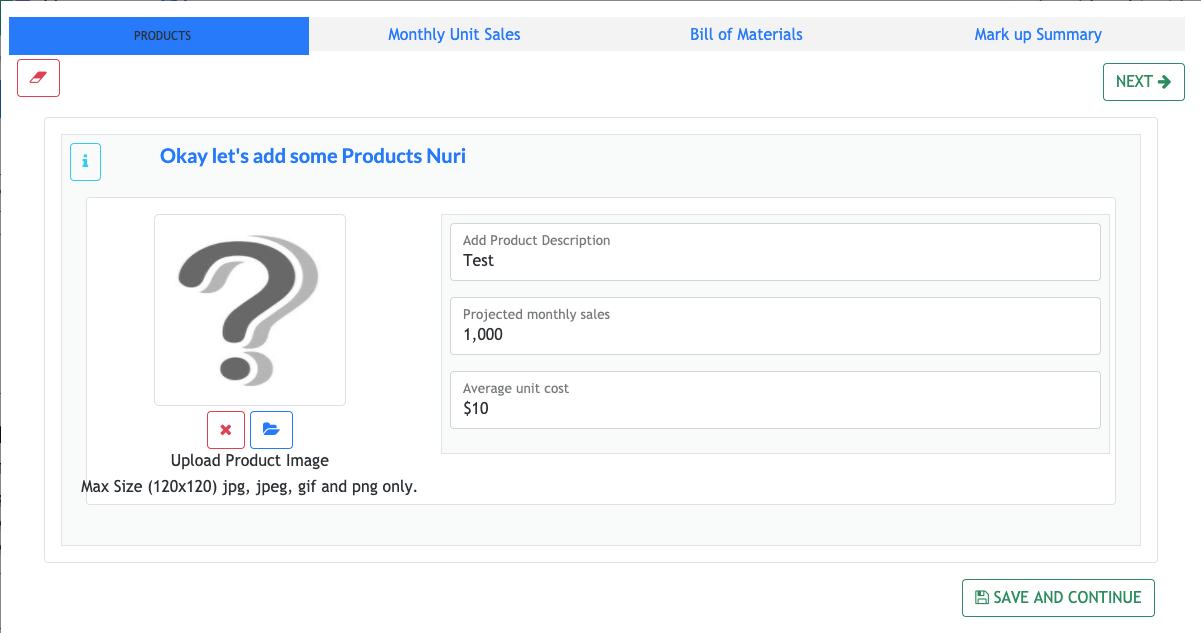 PRODUCTS
Monthly Unit Sales
Bill of Materials
Mark up Summary
NEXT
Okay let's add some Products Nuri
Add Product Description
Test
Projected monthly sales
1,000
Average unit cost
$10
Upload Product Image
Max Size (120x120) jpg, jpeg, gif and png only.
SAVE AND CONTINUE